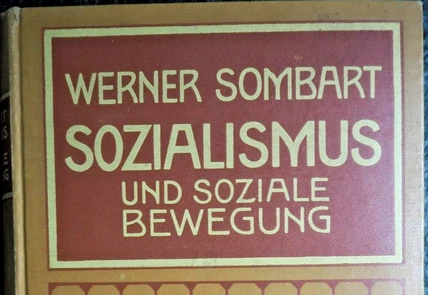 WERNER SOMBART
SOZIALISMUS
UND SOZIALE
BEWEGUNG